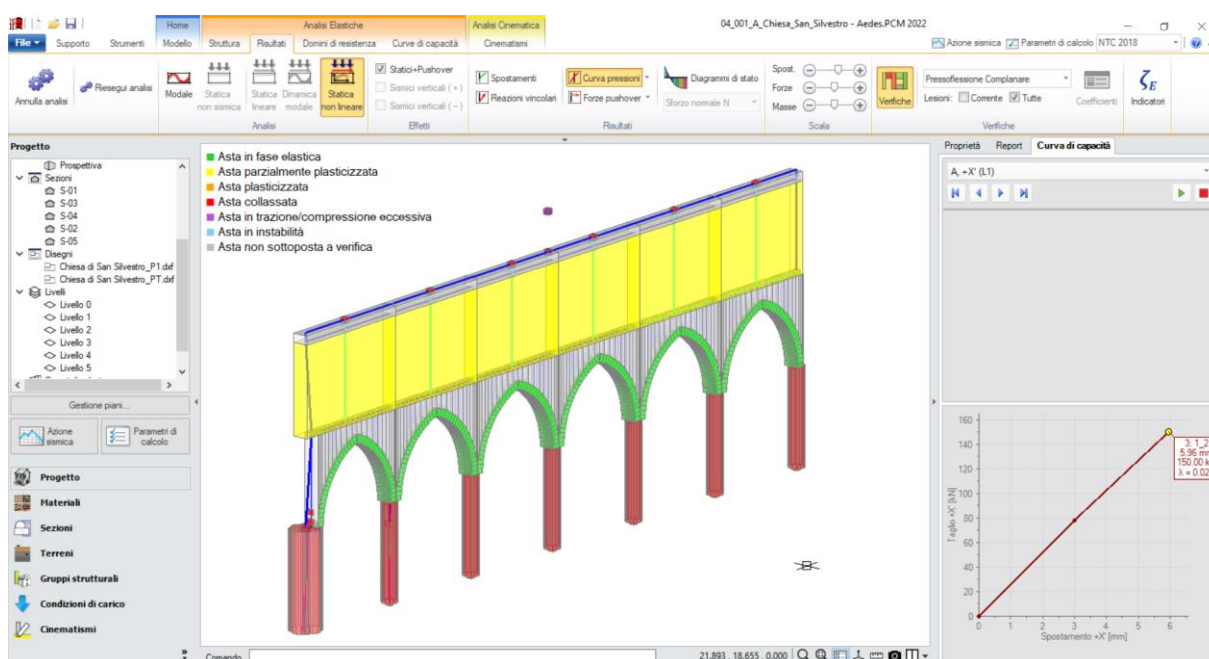 04_001_A_Chiesa_San_Silvestro - Aedes.PCM 2022
Home Analisi Elastiche Analisi Cinematica
File Supporto Strumenti Modello Struttura Risultati Domini di resistenza Curve di capacità Cinematismi Azione sismica Parametri di calcolo NTC 2018
Annulla analisi Riesegui analisi
Modale Statica non sismica Statica lineare Dinamica modale Statica non lineare
Analisi
Statici+Pushover
Sismici verticali (+)
Sismici verticali (−)
Effetti
Spostamenti Curva pressioni Diagrammi di stato
Reazioni vincolari Forze pushover Sforzo normale N
Risultati
Spost.
Forze
Masse
Scala
Verifiche Pressoflessione Complanare
Lesioni: Corrente Tutte
Coefficienti
Verifiche
ζE
Indicatori
Progetto
Prospettiva
Sezioni
S-01
S-03
S-04
S-02
S-05
Disegni
Chiesa di San Silvestro_P1.dxf
Chiesa di San Silvestro_PT.dxf
Livelli
Livello 0
Livello 1
Livello 2
Livello 3
Livello 4
Livello 5
Gestione piani...
Azione sismica
Parametri di calcolo
Progetto
Materiali
Sezioni
Terreni
Gruppi strutturali
Condizioni di carico
Cinematismi
Asta in fase elastica
Asta parzialmente plasticizzata
Asta plasticizzata
Asta collassata
Asta in trazione/compressione eccessiva
Asta in instabilità
Asta non sottoposta a verifica
Comando
21.893 , 18.655 , 0.000
Proprietà Report Curva di capacità
A, +X' (L1)
160
140
120
100
80
60
40
20
0
Taglio +X' [kN]
3: 1_2
5.96 mm
150.00 k
λ = 0.02
0 1 2 3 4 5 6
Spostamento +X' [mm]